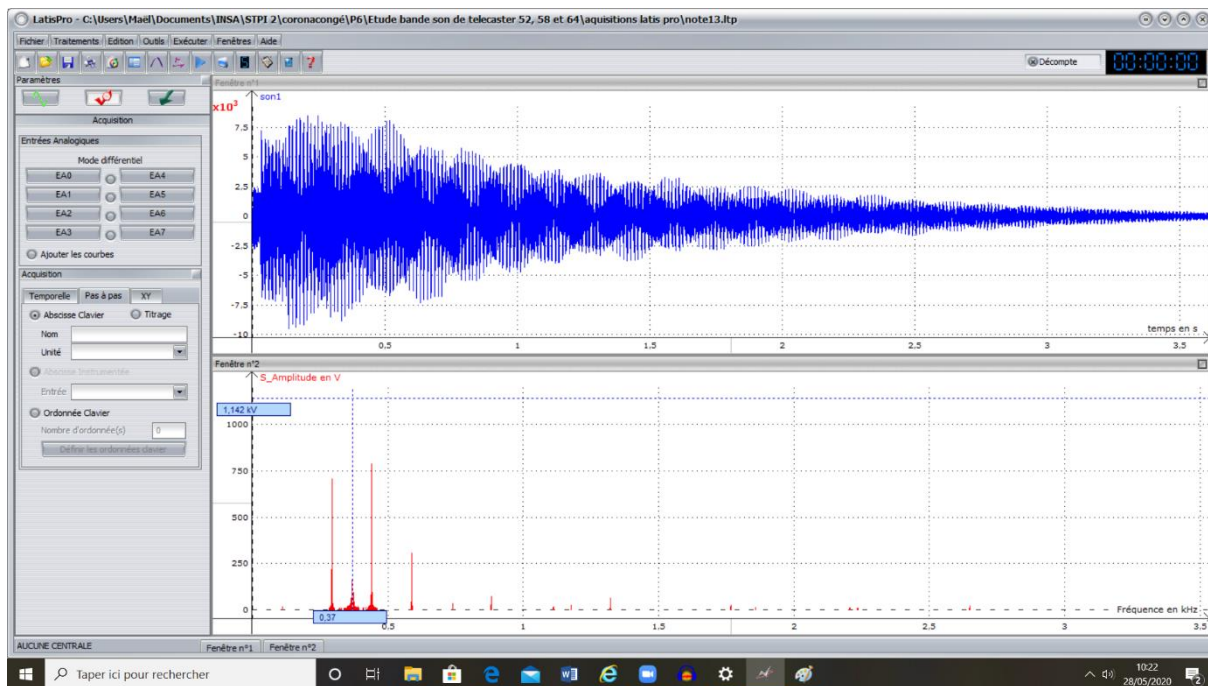 LatisPro - C:\Users\Maël\Documents\INSA\STPI 2\coronacongé\P6\Etude bande son de telecaster 52, 58 et 64\aquisitions latis pro\note13.ltp
Fichier Traitements Edition Outils Exécuter Fenêtres Aide
Décompte 00:00:00
Paramètres
Acquisition
Entrées Analogiques
Mode différentiel
EA0 EA4
EA1 EA5
EA2 EA6
EA3 EA7
Ajouter les courbes
Acquisition
Temporelle Pas à pas XY
Abscisse Clavier Titrage
Nom
Unité
Abscisse Instrumentée
Entrée
Ordonnée Clavier
Nombre d'ordonnée(s) 0
Définir les ordonnées clavier
Fenêtre n°1
x10³ son1
7.5
5
2.5
0
-2.5
-5
-7.5
-10
temps en s
0.5 1 1.5 2 2.5 3 3.5
Fenêtre n°2
S_Amplitude en V
1,142 kV
1000
750
500
250
0
Fréquence en kHz
0,37
0.5 1 1.5 2 2.5 3 3.5
AUCUNE CENTRALE Fenêtre n°1 Fenêtre n°2
Taper ici pour rechercher
10:22
28/05/2020
2